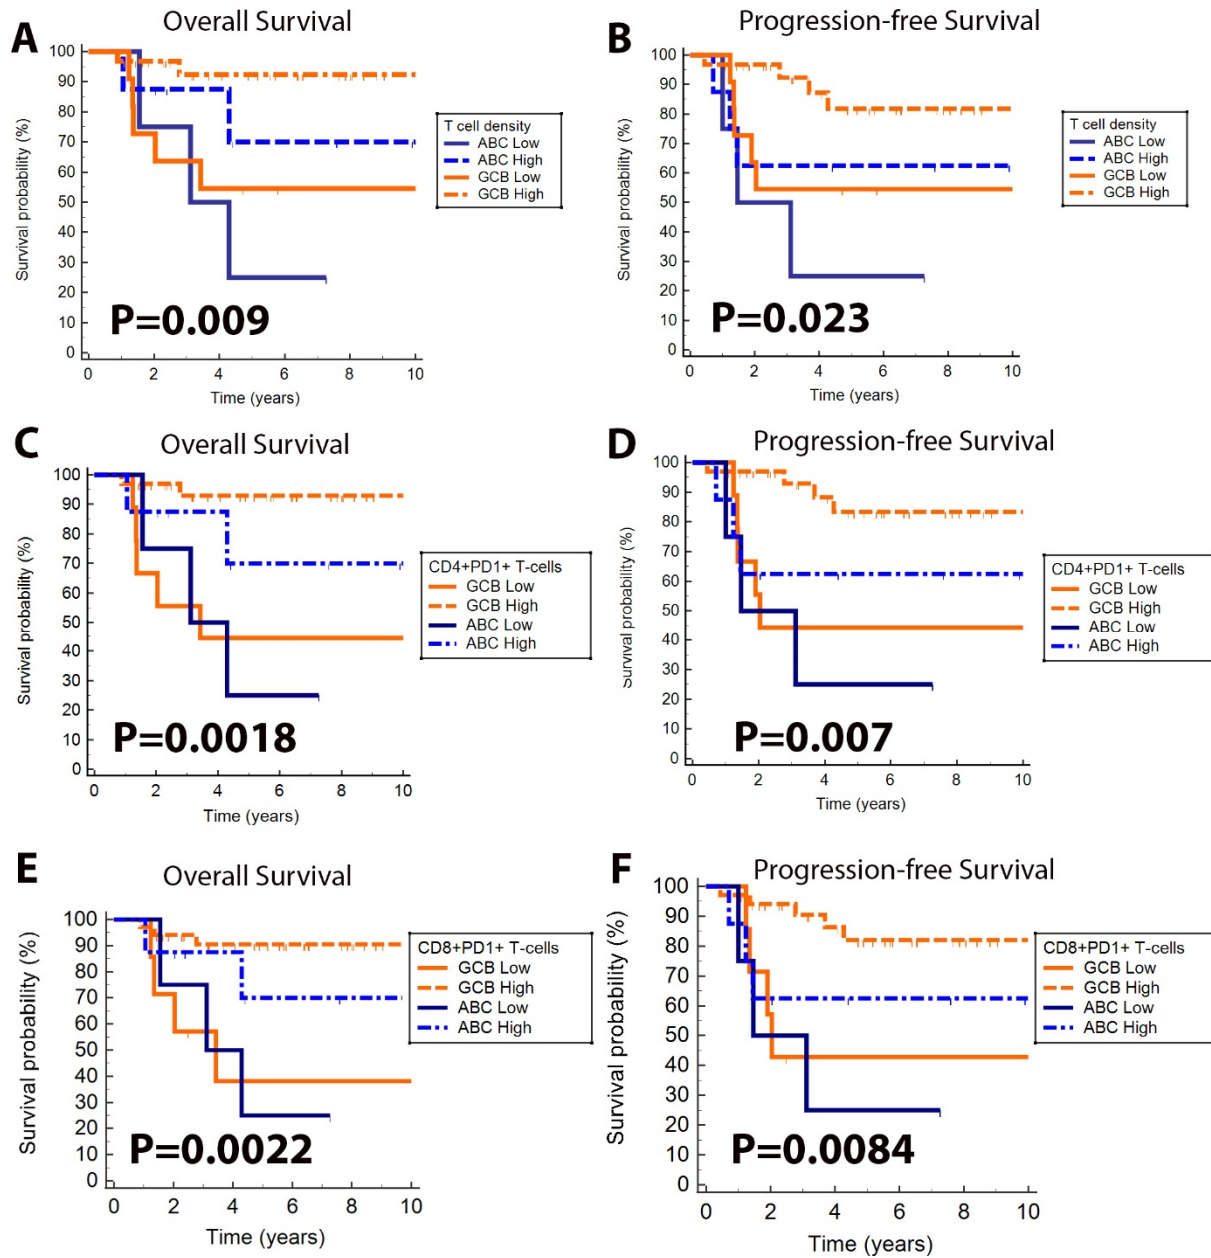 A
Overall Survival
Survival probability (%)
100
90
80
70
60
50
40
30
20
10
0
P=0.009
0 2 4 6 8 10
Time (years)
T cell density
ABC Low
ABC High
GCB Low
GCB High
B
Progression-free Survival
Survival probability (%)
100
90
80
70
60
50
40
30
20
10
0
P=0.023
0 2 4 6 8 10
Time (years)
T cell density
ABC Low
ABC High
GCB Low
GCB High
C
Overall Survival
Survival probability (%)
100
90
80
70
60
50
40
30
20
10
0
P=0.0018
0 2 4 6 8 10
Time (years)
CD4+PD1+ T-cells
GCB Low
GCB High
ABC Low
ABC High
D
Progression-free Survival
Survival probability (%)
100
90
80
70
60
50
40
30
20
10
0
P=0.007
0 2 4 6 8 10
Time (years)
CD4+PD1+ T-cells
GCB Low
GCB High
ABC Low
ABC High
E
Overall Survival
Survival probability (%)
100
90
80
70
60
50
40
30
20
10
0
P=0.0022
0 2 4 6 8 10
Time (years)
CD8+PD1+ T-cells
GCB Low
GCB High
ABC Low
ABC High
F
Progression-free Survival
Survival probability (%)
100
90
80
70
60
50
40
30
20
10
0
P=0.0084
0 2 4 6 8 10
Time (years)
CD8+PD1+ T-cells
GCB Low
GCB High
ABC Low
ABC High